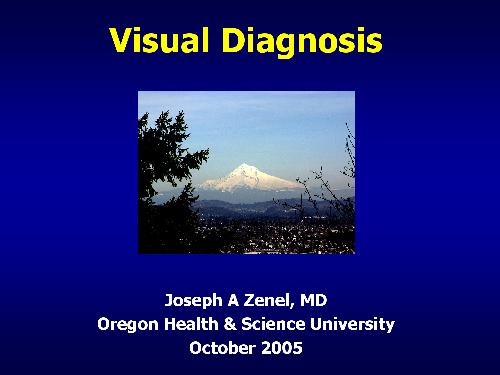 Visual Diagnosis
Joseph A Zenel, MD
Oregon Health & Science University
October 2005